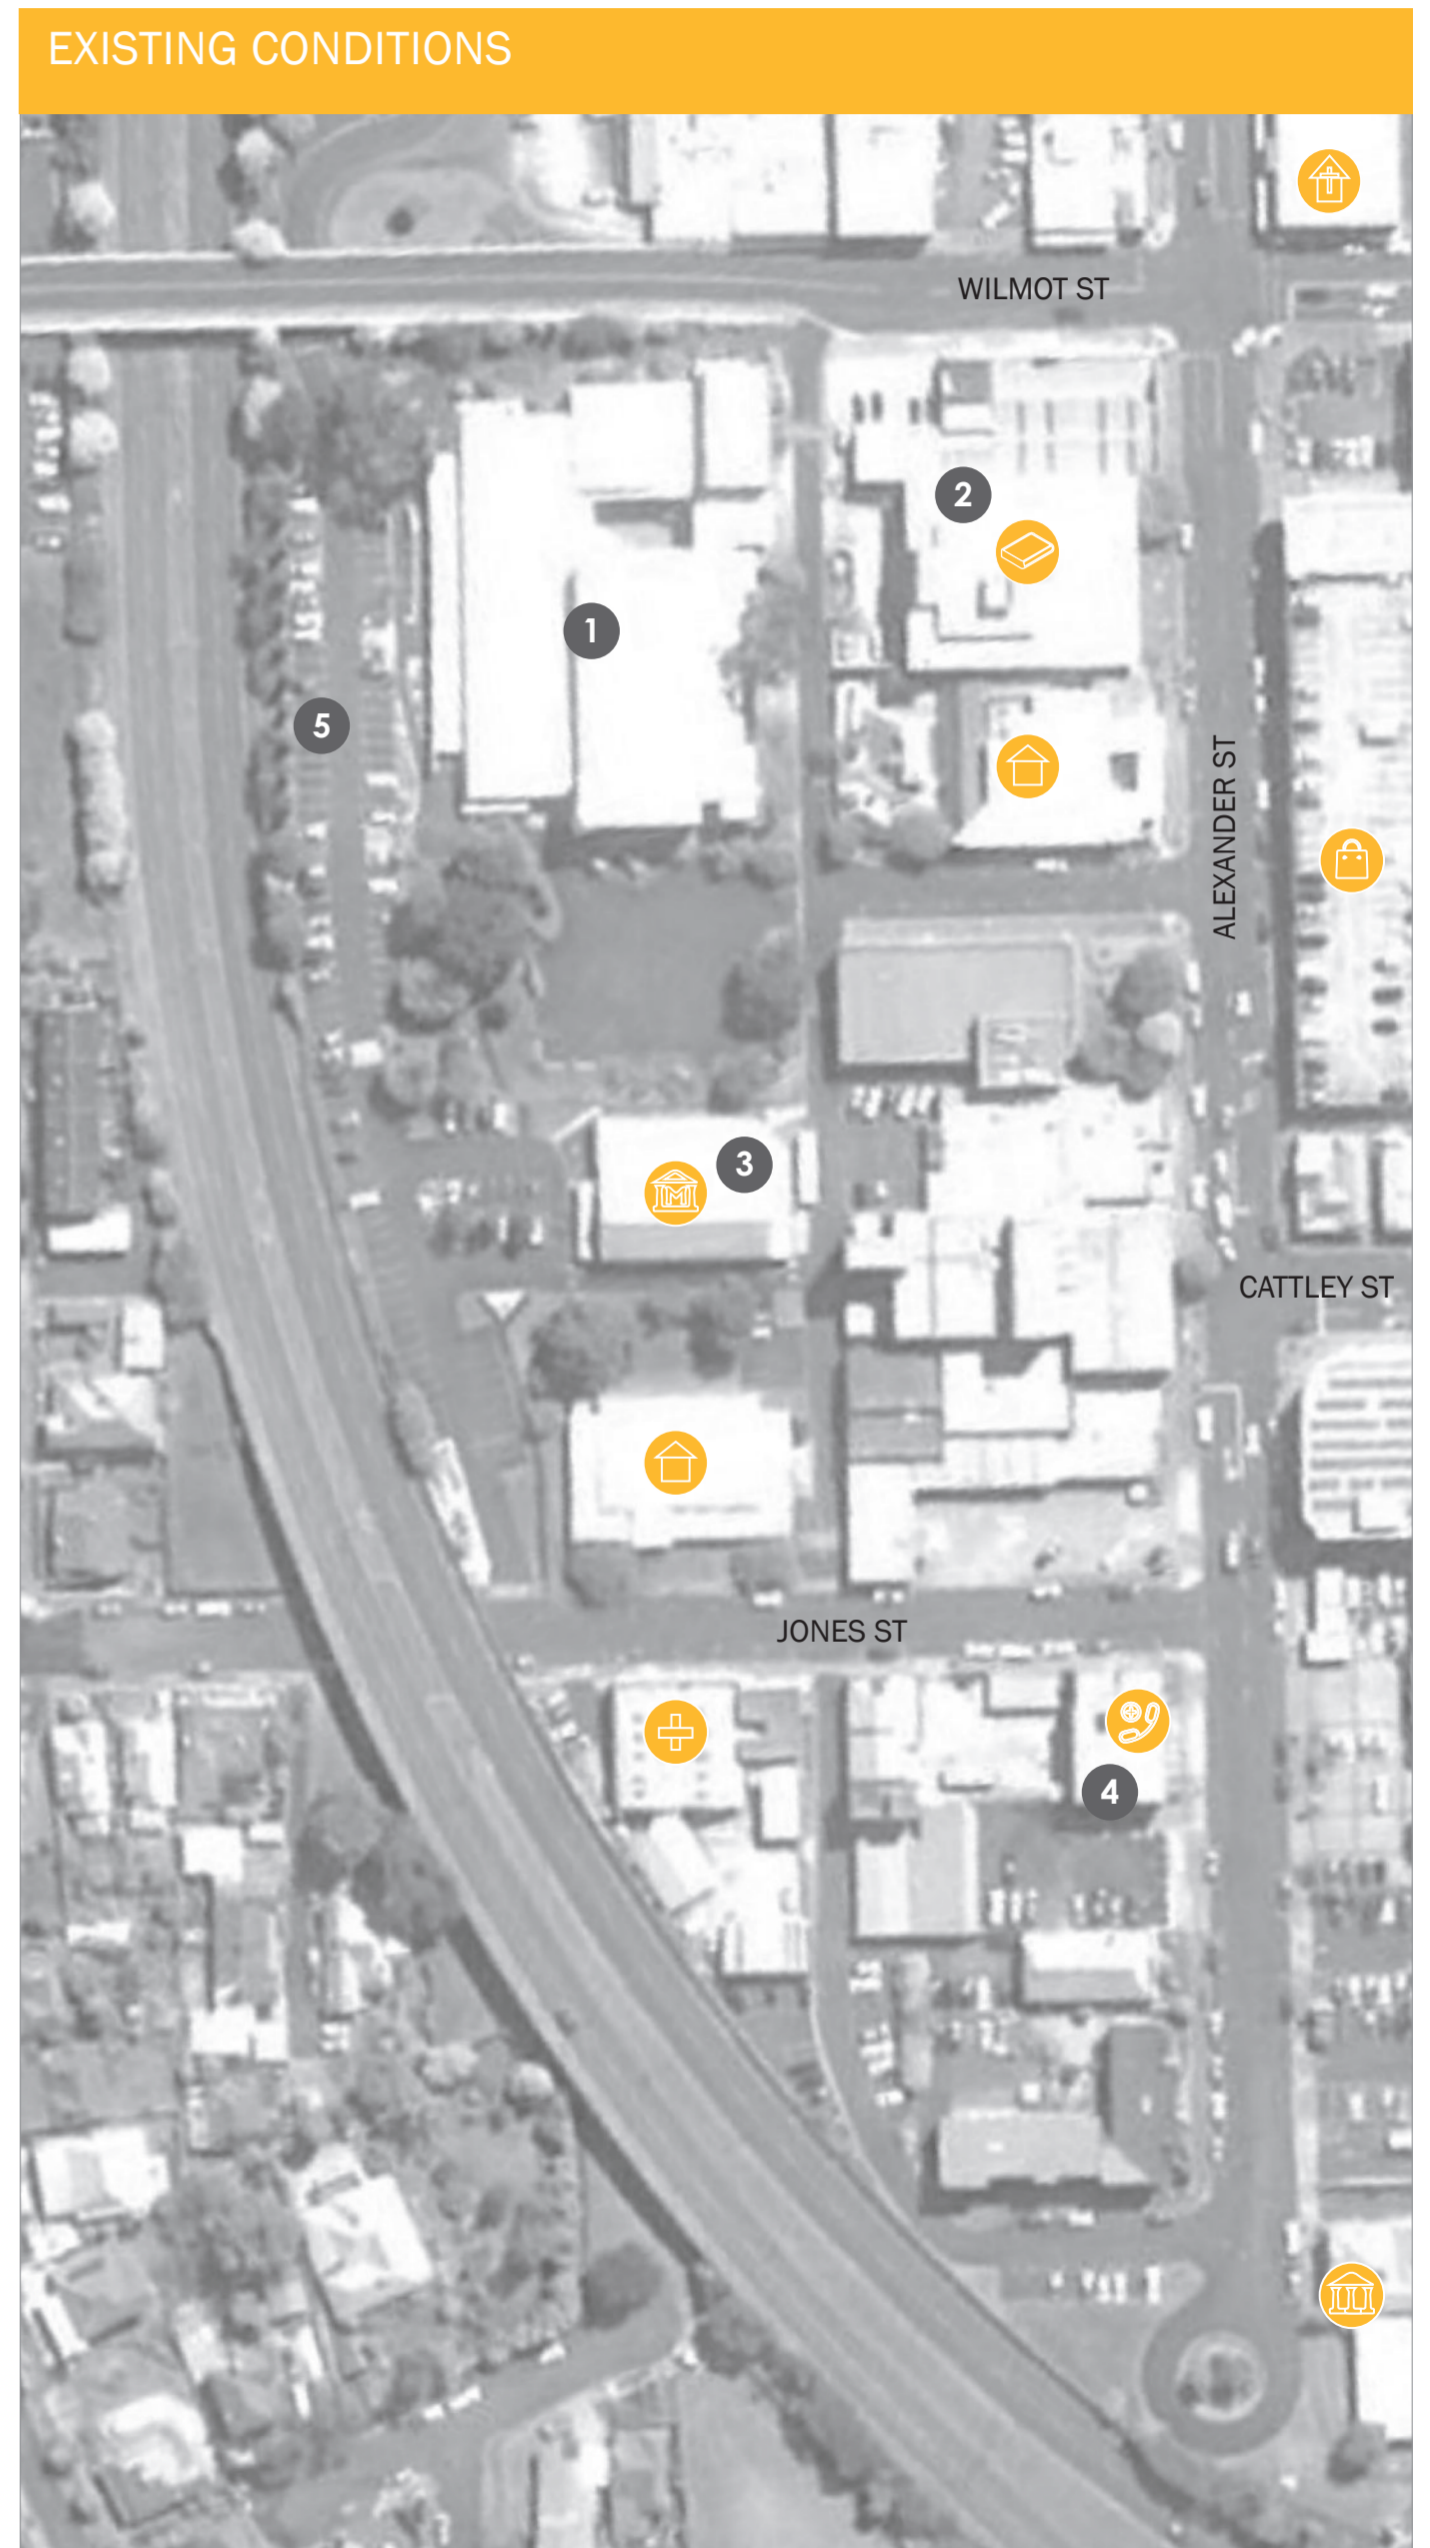 EXISTING CONDITIONS
WILMOT ST
2
1
5
ALEXANDER ST
3
CATTLEY ST
JONES ST
4